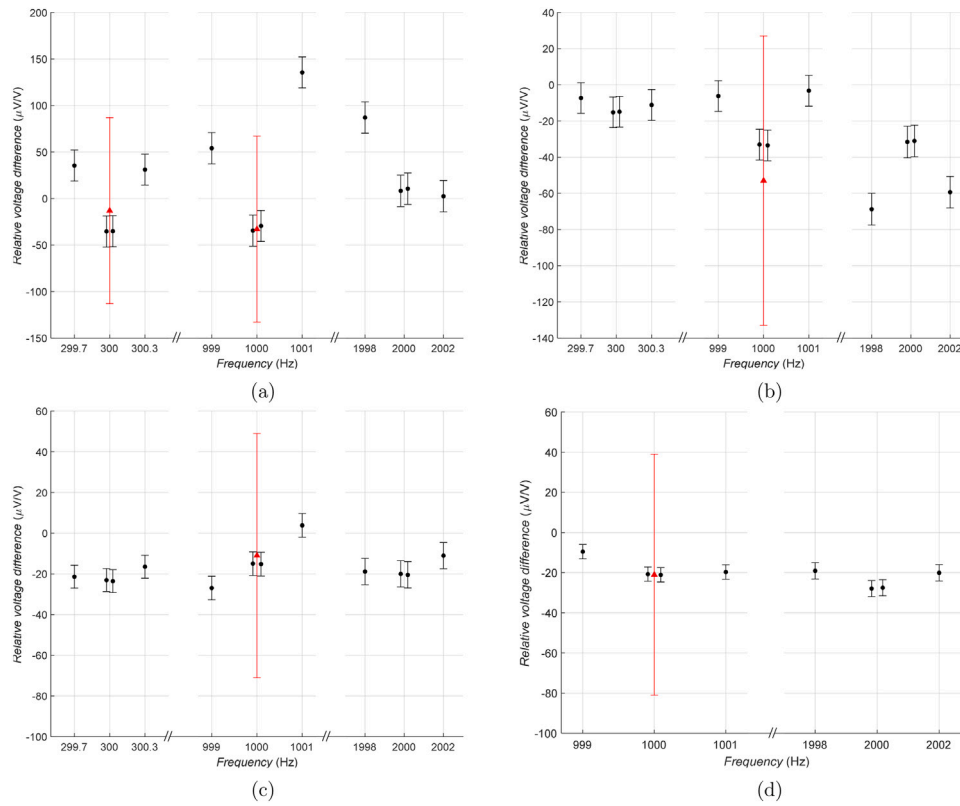 Relative voltage difference (μV/V)
200
150
100
50
0
-50
-100
-150
299.7 300 300.3 // 999 1000 1001 // 1998 2000 2002
Frequency (Hz)
(a)
Relative voltage difference (μV/V)
40
20
0
-20
-40
-60
-80
-100
-120
-140
299.7 300 300.3 // 999 1000 1001 // 1998 2000 2002
Frequency (Hz)
(b)
Relative voltage difference (μV/V)
60
40
20
0
-20
-40
-60
-80
-100
299.7 300 300.3 // 999 1000 1001 // 1998 2000 2002
Frequency (Hz)
(c)
Relative voltage difference (μV/V)
60
40
20
0
-20
-40
-60
-80
-100
999 1000 1001 // 1998 2000 2002
Frequency (Hz)
(d)